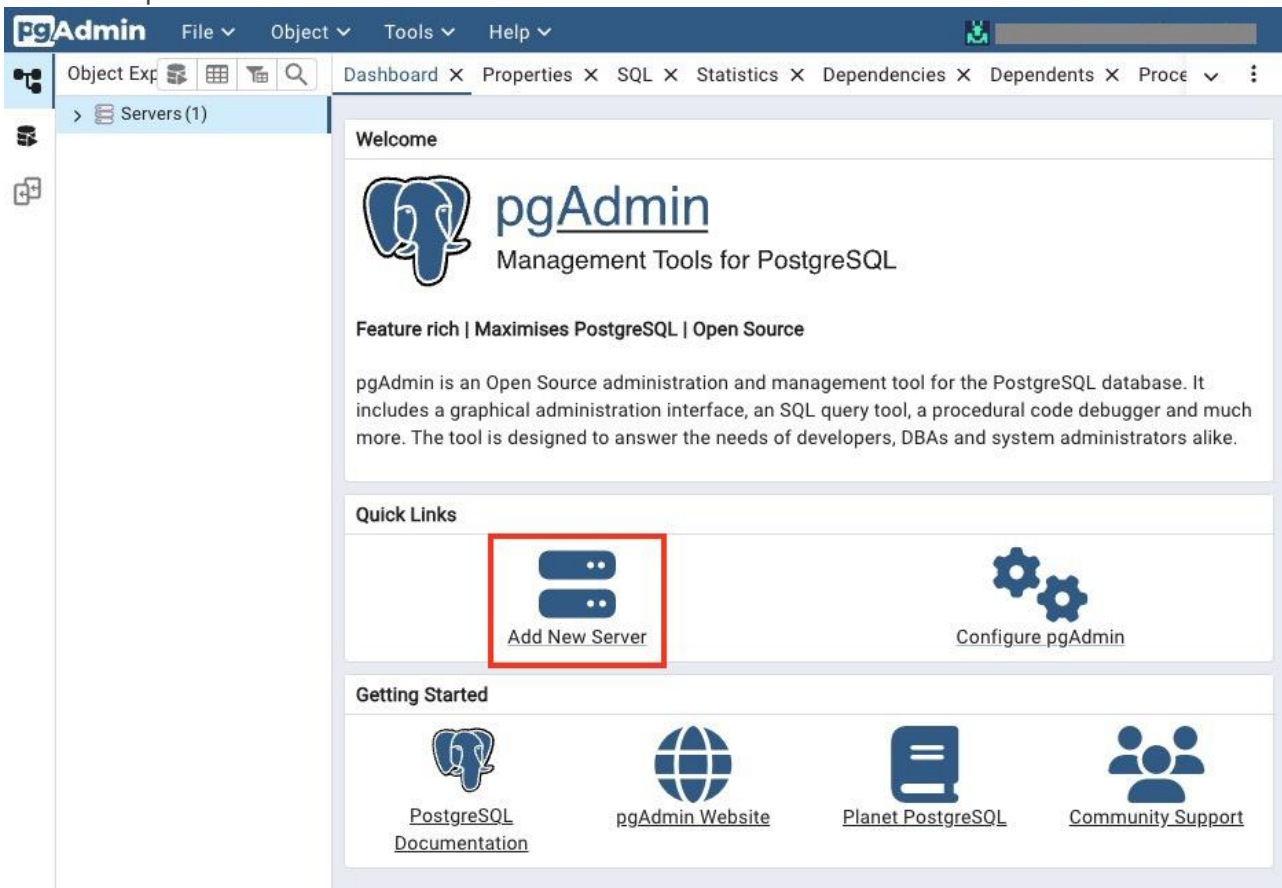 pgAdmin File Object Tools Help
Object Exp
Dashboard Properties SQL Statistics Dependencies Dependents Proce
Servers (1)
Welcome
pgAdmin
Management Tools for PostgreSQL
Feature rich | Maximises PostgreSQL | Open Source
pgAdmin is an Open Source administration and management tool for the PostgreSQL database. It
includes a graphical administration interface, an SQL query tool, a procedural code debugger and much
more. The tool is designed to answer the needs of developers, DBAs and system administrators alike.
Quick Links
Add New Server
Configure pgAdmin
Getting Started
PostgreSQL
Documentation
pgAdmin Website
Planet PostgreSQL
Community Support